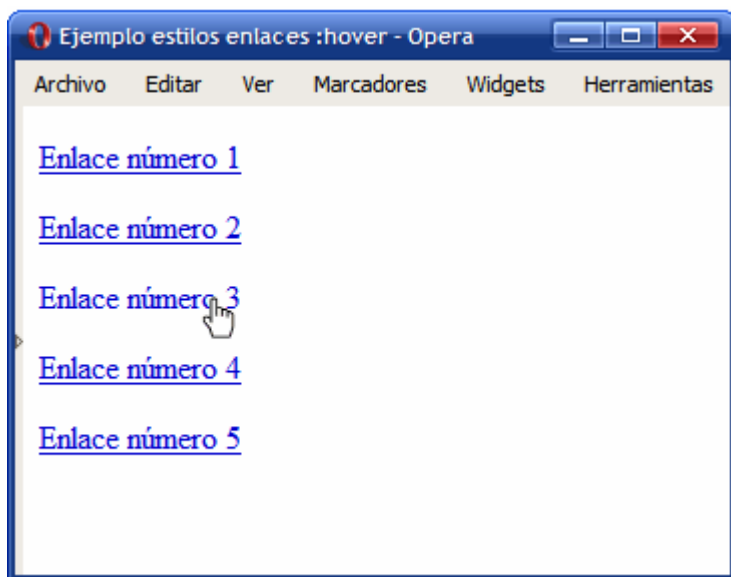 Ejemplo estilos enlaces :hover - Opera
Archivo Editar Ver Marcadores Widgets Herramientas
Enlace número 1
Enlace número 2
Enlace número 3
Enlace número 4
Enlace número 5